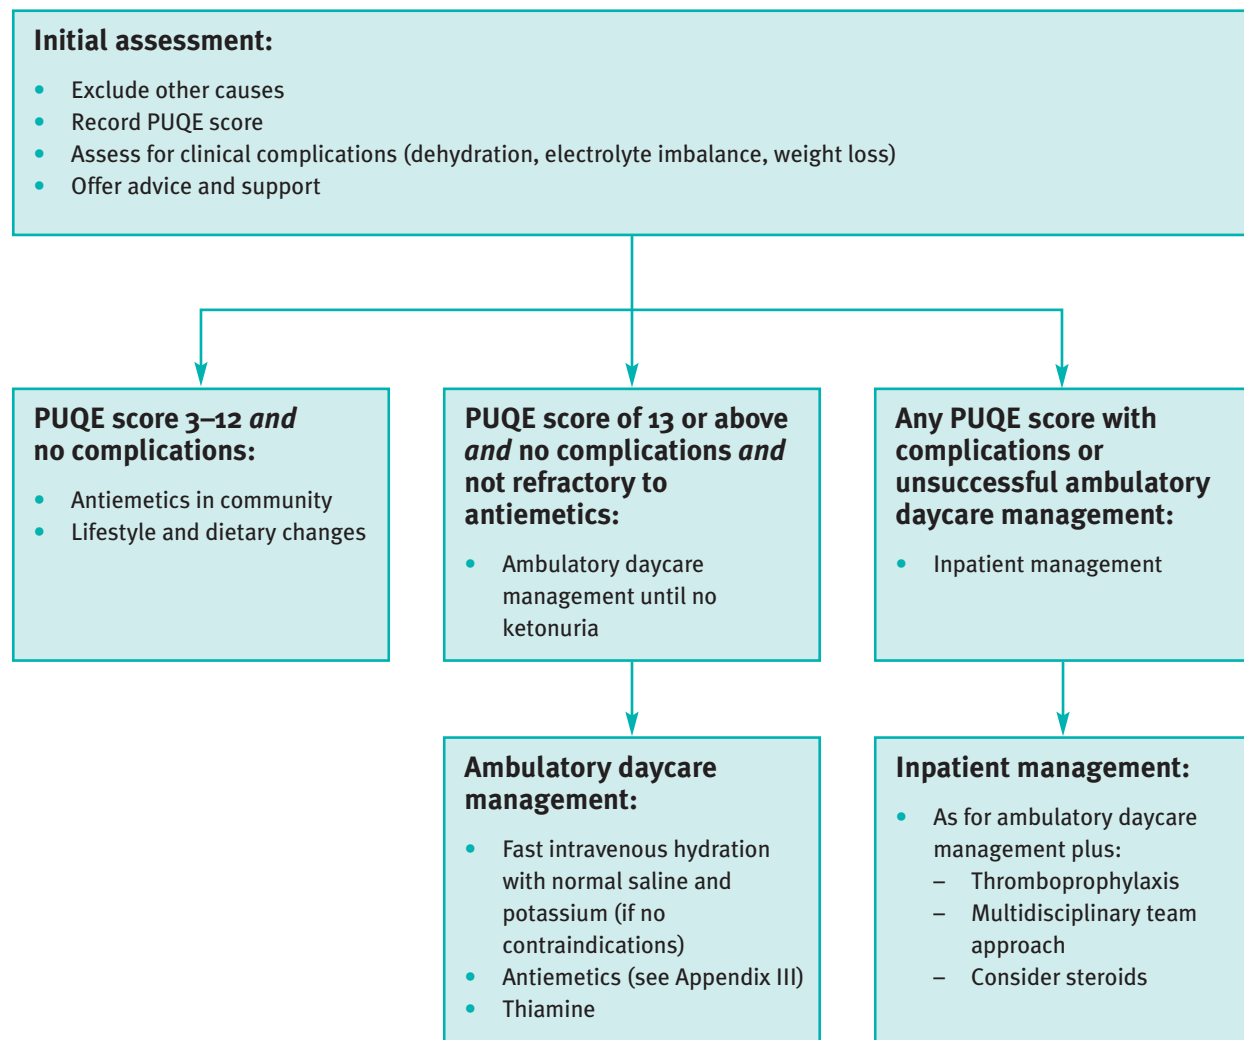 Initial assessment:
• Exclude other causes
• Record PUQE score
• Assess for clinical complications (dehydration, electrolyte imbalance, weight loss)
• Offer advice and support
PUQE score 3–12 and
no complications:
• Antiemetics in community
• Lifestyle and dietary changes
PUQE score of 13 or above
and no complications and
not refractory to
antiemetics:
• Ambulatory daycare
management until no
ketonuria
Any PUQE score with
complications or
unsuccessful ambulatory
daycare management:
• Inpatient management
Ambulatory daycare
management:
• Fast intravenous hydration
with normal saline and
potassium (if no
contraindications)
• Antiemetics (see Appendix III)
• Thiamine
Inpatient management:
• As for ambulatory daycare
management plus:
– Thromboprophylaxis
– Multidisciplinary team
approach
– Consider steroids